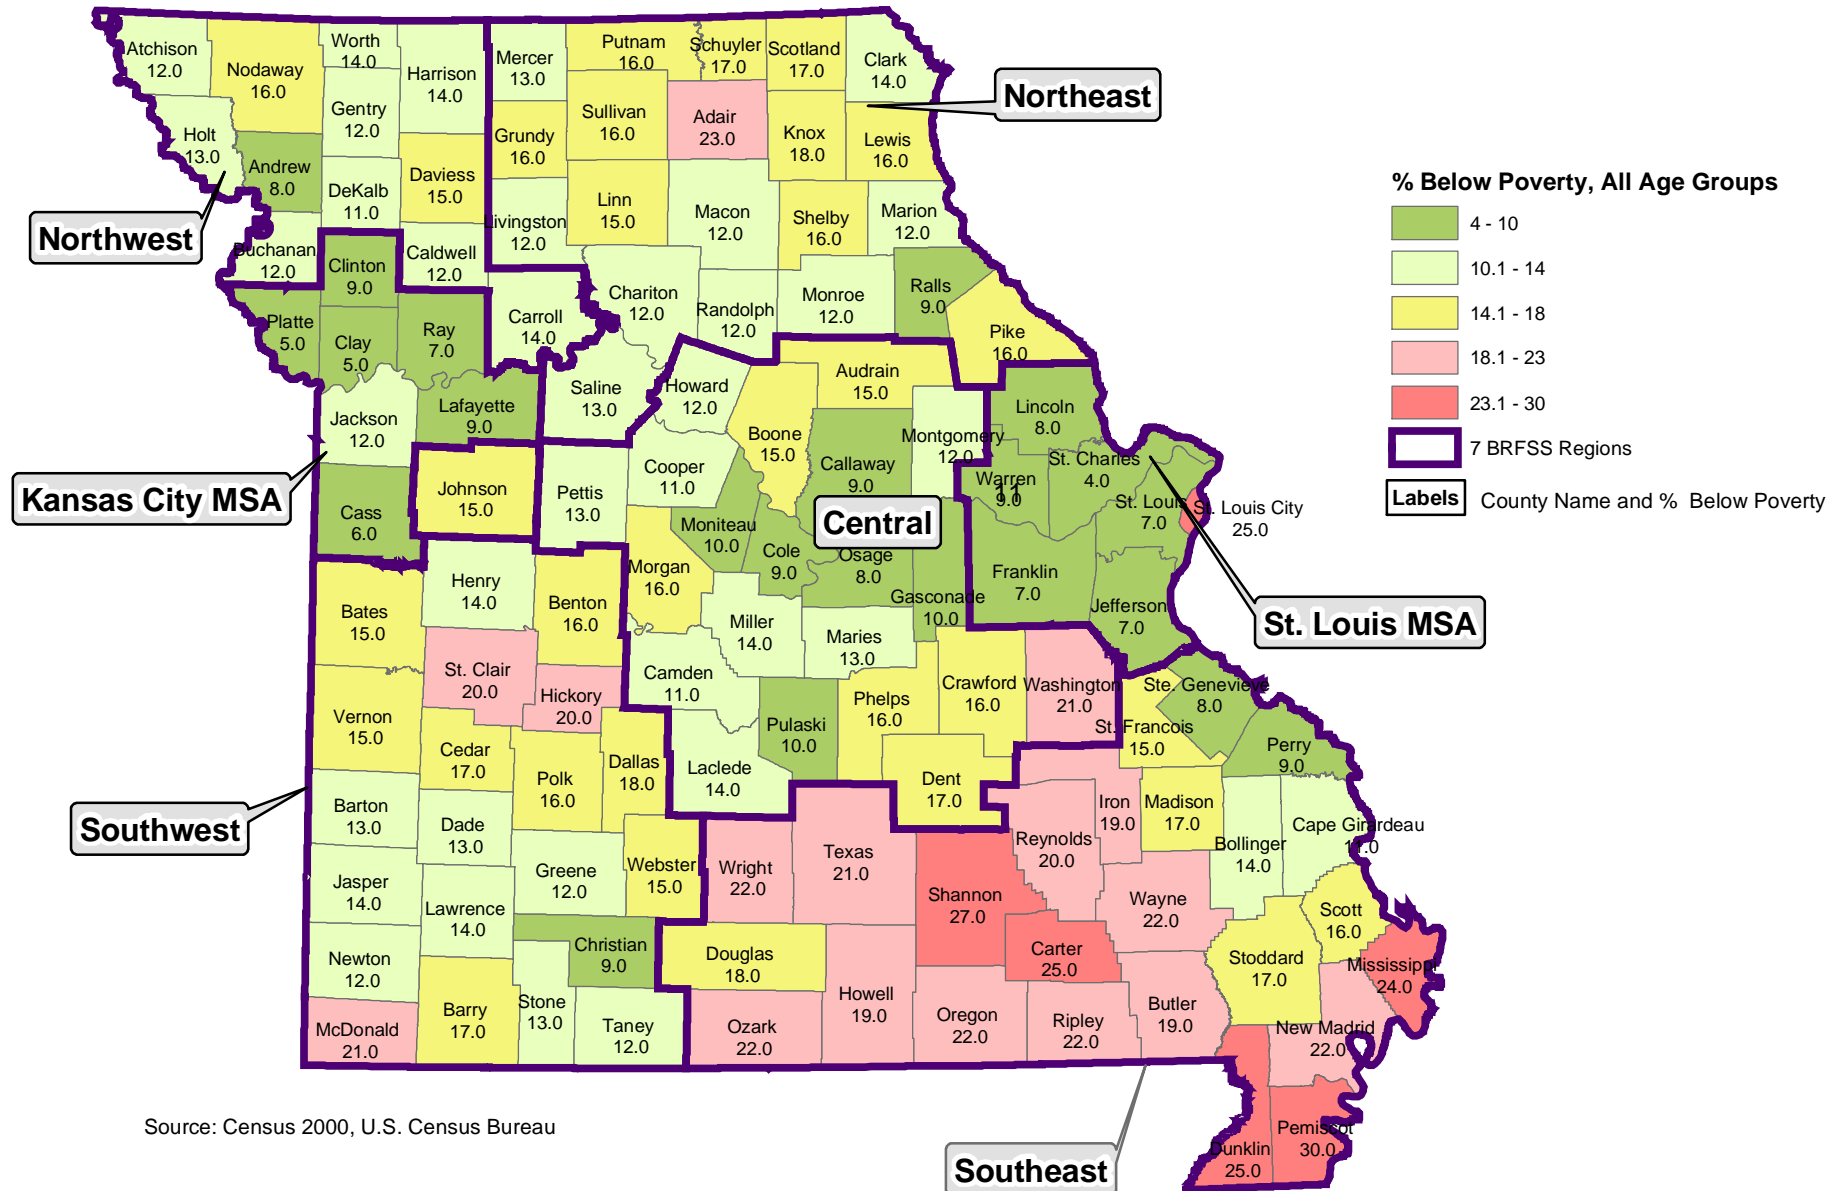 Atchison
12.0
Nodaway
16.0
Worth
14.0
Harrison
14.0
Mercer
13.0
Putnam
16.0
Schuyler
17.0
Scotland
17.0
Clark
14.0
Northeast
Holt
13.0
Gentry
12.0
Grundy
16.0
Sullivan
16.0
Adair
23.0
Knox
18.0
Lewis
16.0
Andrew
8.0
DeKalb
11.0
Daviess
15.0
Northwest
Livingston
12.0
Linn
15.0
Macon
12.0
Shelby
16.0
Marion
12.0
Buchanan
12.0
Clinton
9.0
Caldwell
12.0
Carroll
14.0
Chariton
12.0
Randolph
12.0
Monroe
12.0
Ralls
9.0
Pike
16.0
Platte
5.0
Clay
5.0
Ray
7.0
% Below Poverty, All Age Groups
4 - 10
10.1 - 14
14.1 - 18
18.1 - 23
23.1 - 30
7 BRFSS Regions
Labels
County Name and % Below Poverty
Jackson
12.0
Lafayette
9.0
Saline
13.0
Howard
12.0
Boone
15.0
Audrain
15.0
Callaway
9.0
Montgomery
12.0
Lincoln
8.0
Warren
11
9.0
St. Charles
4.0
St. Louis
7.0
St. Louis City
25.0
Kansas City MSA
Cass
6.0
Johnson
15.0
Pettis
13.0
Cooper
11.0
Moniteau
10.0
Cole
9.0
Central
Osage
8.0
Gasconade
10.0
Franklin
7.0
Jefferson
7.0
St. Louis MSA
Bates
15.0
Henry
14.0
Benton
16.0
Morgan
16.0
Miller
14.0
Maries
13.0
Camden
11.0
St. Clair
20.0
Hickory
20.0
Pulaski
10.0
Phelps
16.0
Crawford
16.0
Washington
21.0
Ste. Genevieve
8.0
St. Francois
15.0
Perry
9.0
Vernon
15.0
Cedar
17.0
Polk
16.0
Dallas
18.0
Laclede
14.0
Dent
17.0
Southwest
Barton
13.0
Dade
13.0
Greene
12.0
Webster
15.0
Wright
22.0
Texas
21.0
Shannon
27.0
Reynolds
20.0
Iron
19.0
Madison
17.0
Bollinger
14.0
Cape Girardeau
11.0
Jasper
14.0
Lawrence
14.0
Christian
9.0
Douglas
18.0
Howell
19.0
Carter
25.0
Wayne
22.0
Scott
16.0
Stoddard
17.0
Mississippi
24.0
Newton
12.0
Barry
17.0
Stone
13.0
Taney
12.0
Ozark
22.0
Oregon
22.0
Ripley
22.0
Butler
19.0
New Madrid
22.0
McDonald
21.0
Pemiscot
30.0
Dunklin
25.0
Southeast
Source: Census 2000, U.S. Census Bureau